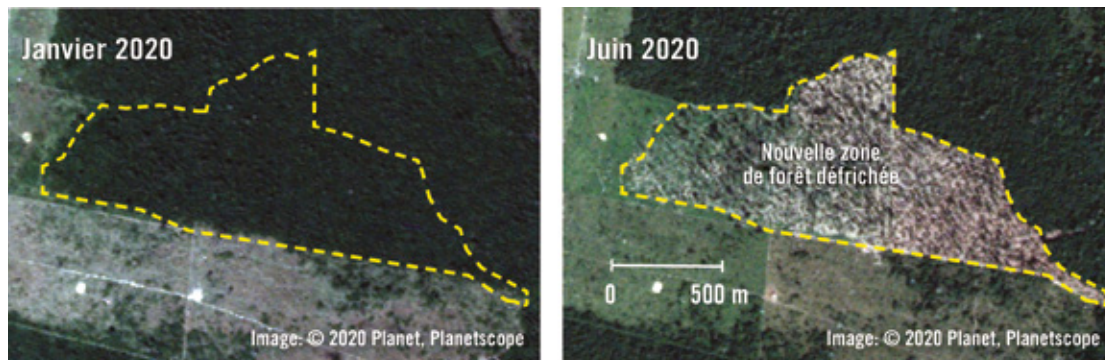 Janvier 2020
Image: © 2020 Planet, Planetscope
Juin 2020
Nouvelle zone
de forêt défrichée
0 500 m
Image: © 2020 Planet, Planetscope